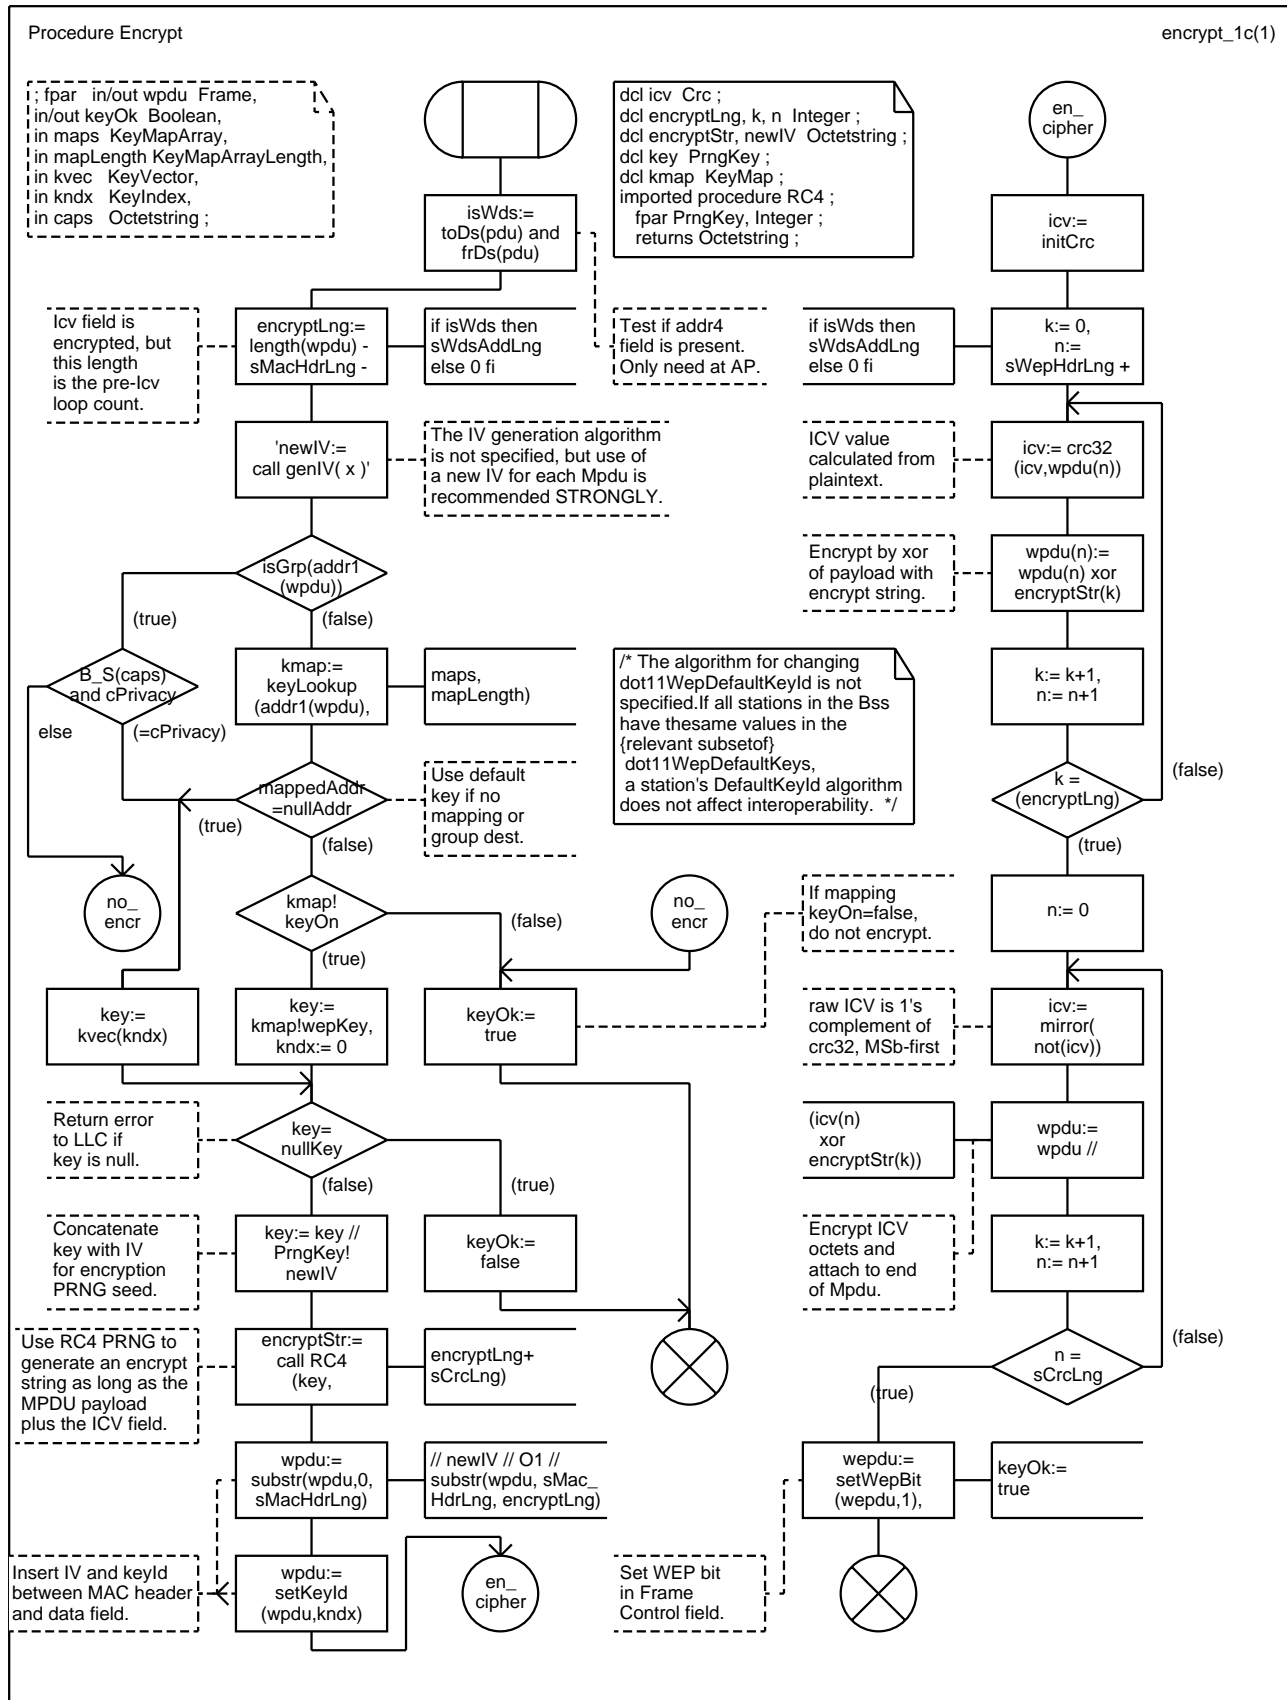 Procedure Encrypt
encrypt_1c(1)
; fpar in/out wpdu Frame,
in/out keyOk Boolean,
in maps KeyMapArray,
in mapLength KeyMapArrayLength,
in kvec KeyVector,
in kndx KeyIndex,
in caps Octetstring ;
dcl icv Crc ;
dcl encryptLng, k, n Integer ;
dcl encryptStr, newIV Octetstring ;
dcl key PrngKey ;
dcl kmap KeyMap ;
imported procedure RC4 ;
fpar PrngKey, Integer ;
returns Octetstring ;
en_
cipher
isWds:=
toDs(pdu) and
frDs(pdu)
icv:=
initCrc
Icv field is
encrypted, but
this length
is the pre-Icv
loop count.
encryptLng:=
length(wpdu) -
sMacHdrLng -
if isWds then
sWdsAddLng
else 0 fi
Test if addr4
field is present.
Only need at AP.
if isWds then
sWdsAddLng
else 0 fi
k:= 0,
n:=
sWepHdrLng +
'newIV:=
call genIV( x )'
The IV generation algorithm
is not specified, but use of
a new IV for each Mpdu is
recommended STRONGLY.
ICV value
calculated from
plaintext.
icv:= crc32
(icv,wpdu(n))
isGrp(addr1
(wpdu))
(true)
(false)
Encrypt by xor
of payload with
encrypt string.
wpdu(n):=
wpdu(n) xor
encryptStr(k)
B_S(caps)
and cPrivacy
else
(=cPrivacy)
kmap:=
keyLookup
(addr1(wpdu),
maps,
mapLength)
/* The algorithm for changing
dot11WepDefaultKeyId is not
specified.If all stations in the Bss
have thesame values in the
{relevant subsetof}
dot11WepDefaultKeys,
a station's DefaultKeyId algorithm
does not affect interoperability. */
k:= k+1,
n:= n+1
mappedAddr
=nullAddr
(true)
(false)
Use default
key if no
mapping or
group dest.
k =
(encryptLng)
(false)
(true)
no_
encr
kmap!
keyOn
(false)
(true)
no_
encr
If mapping
keyOn=false,
do not encrypt.
n:= 0
key:=
kvec(kndx)
key:=
kmap!wepKey,
kndx:= 0
keyOk:=
true
raw ICV is 1's
complement of
crc32, MSb-first
icv:=
mirror(
not(icv))
Return error
to LLC if
key is null.
key=
nullKey
(false)
(true)
(icv(n)
xor
encryptStr(k))
wpdu:=
wpdu //
Concatenate
key with IV
for encryption
PRNG seed.
key:= key //
PrngKey!
newIV
keyOk:=
false
Encrypt ICV
octets and
attach to end
of Mpdu.
k:= k+1,
n:= n+1
Use RC4 PRNG to
generate an encrypt
string as long as the
MPDU payload
plus the ICV field.
encryptStr:=
call RC4
(key,
encryptLng+
sCrcLng)
n =
sCrcLng
(false)
(true)
wpdu:=
substr(wpdu,0,
sMacHdrLng)
// newIV // O1 //
substr(wpdu, sMac_
HdrLng, encryptLng)
wepdu:=
setWepBit
(wepdu,1),
keyOk:=
true
Insert IV and keyId
between MAC header
and data field.
wpdu:=
setKeyId
(wpdu,kndx)
en_
cipher
Set WEP bit
in Frame
Control field.